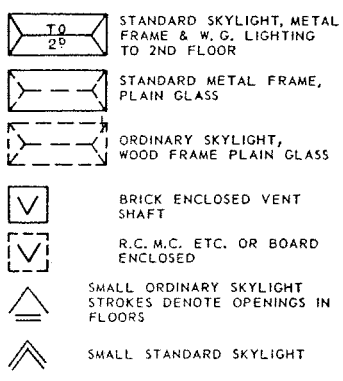 TO
2D
STANDARD SKYLIGHT, METAL
FRAME & W. G. LIGHTING
TO 2ND FLOOR
STANDARD METAL FRAME,
PLAIN GLASS
ORDINARY SKYLIGHT,
WOOD FRAME PLAIN GLASS
V
BRICK ENCLOSED VENT
SHAFT
V
R.C. M.C. ETC. OR BOARD
ENCLOSED
SMALL ORDINARY SKYLIGHT
STROKES DENOTE OPENINGS IN
FLOORS
SMALL STANDARD SKYLIGHT